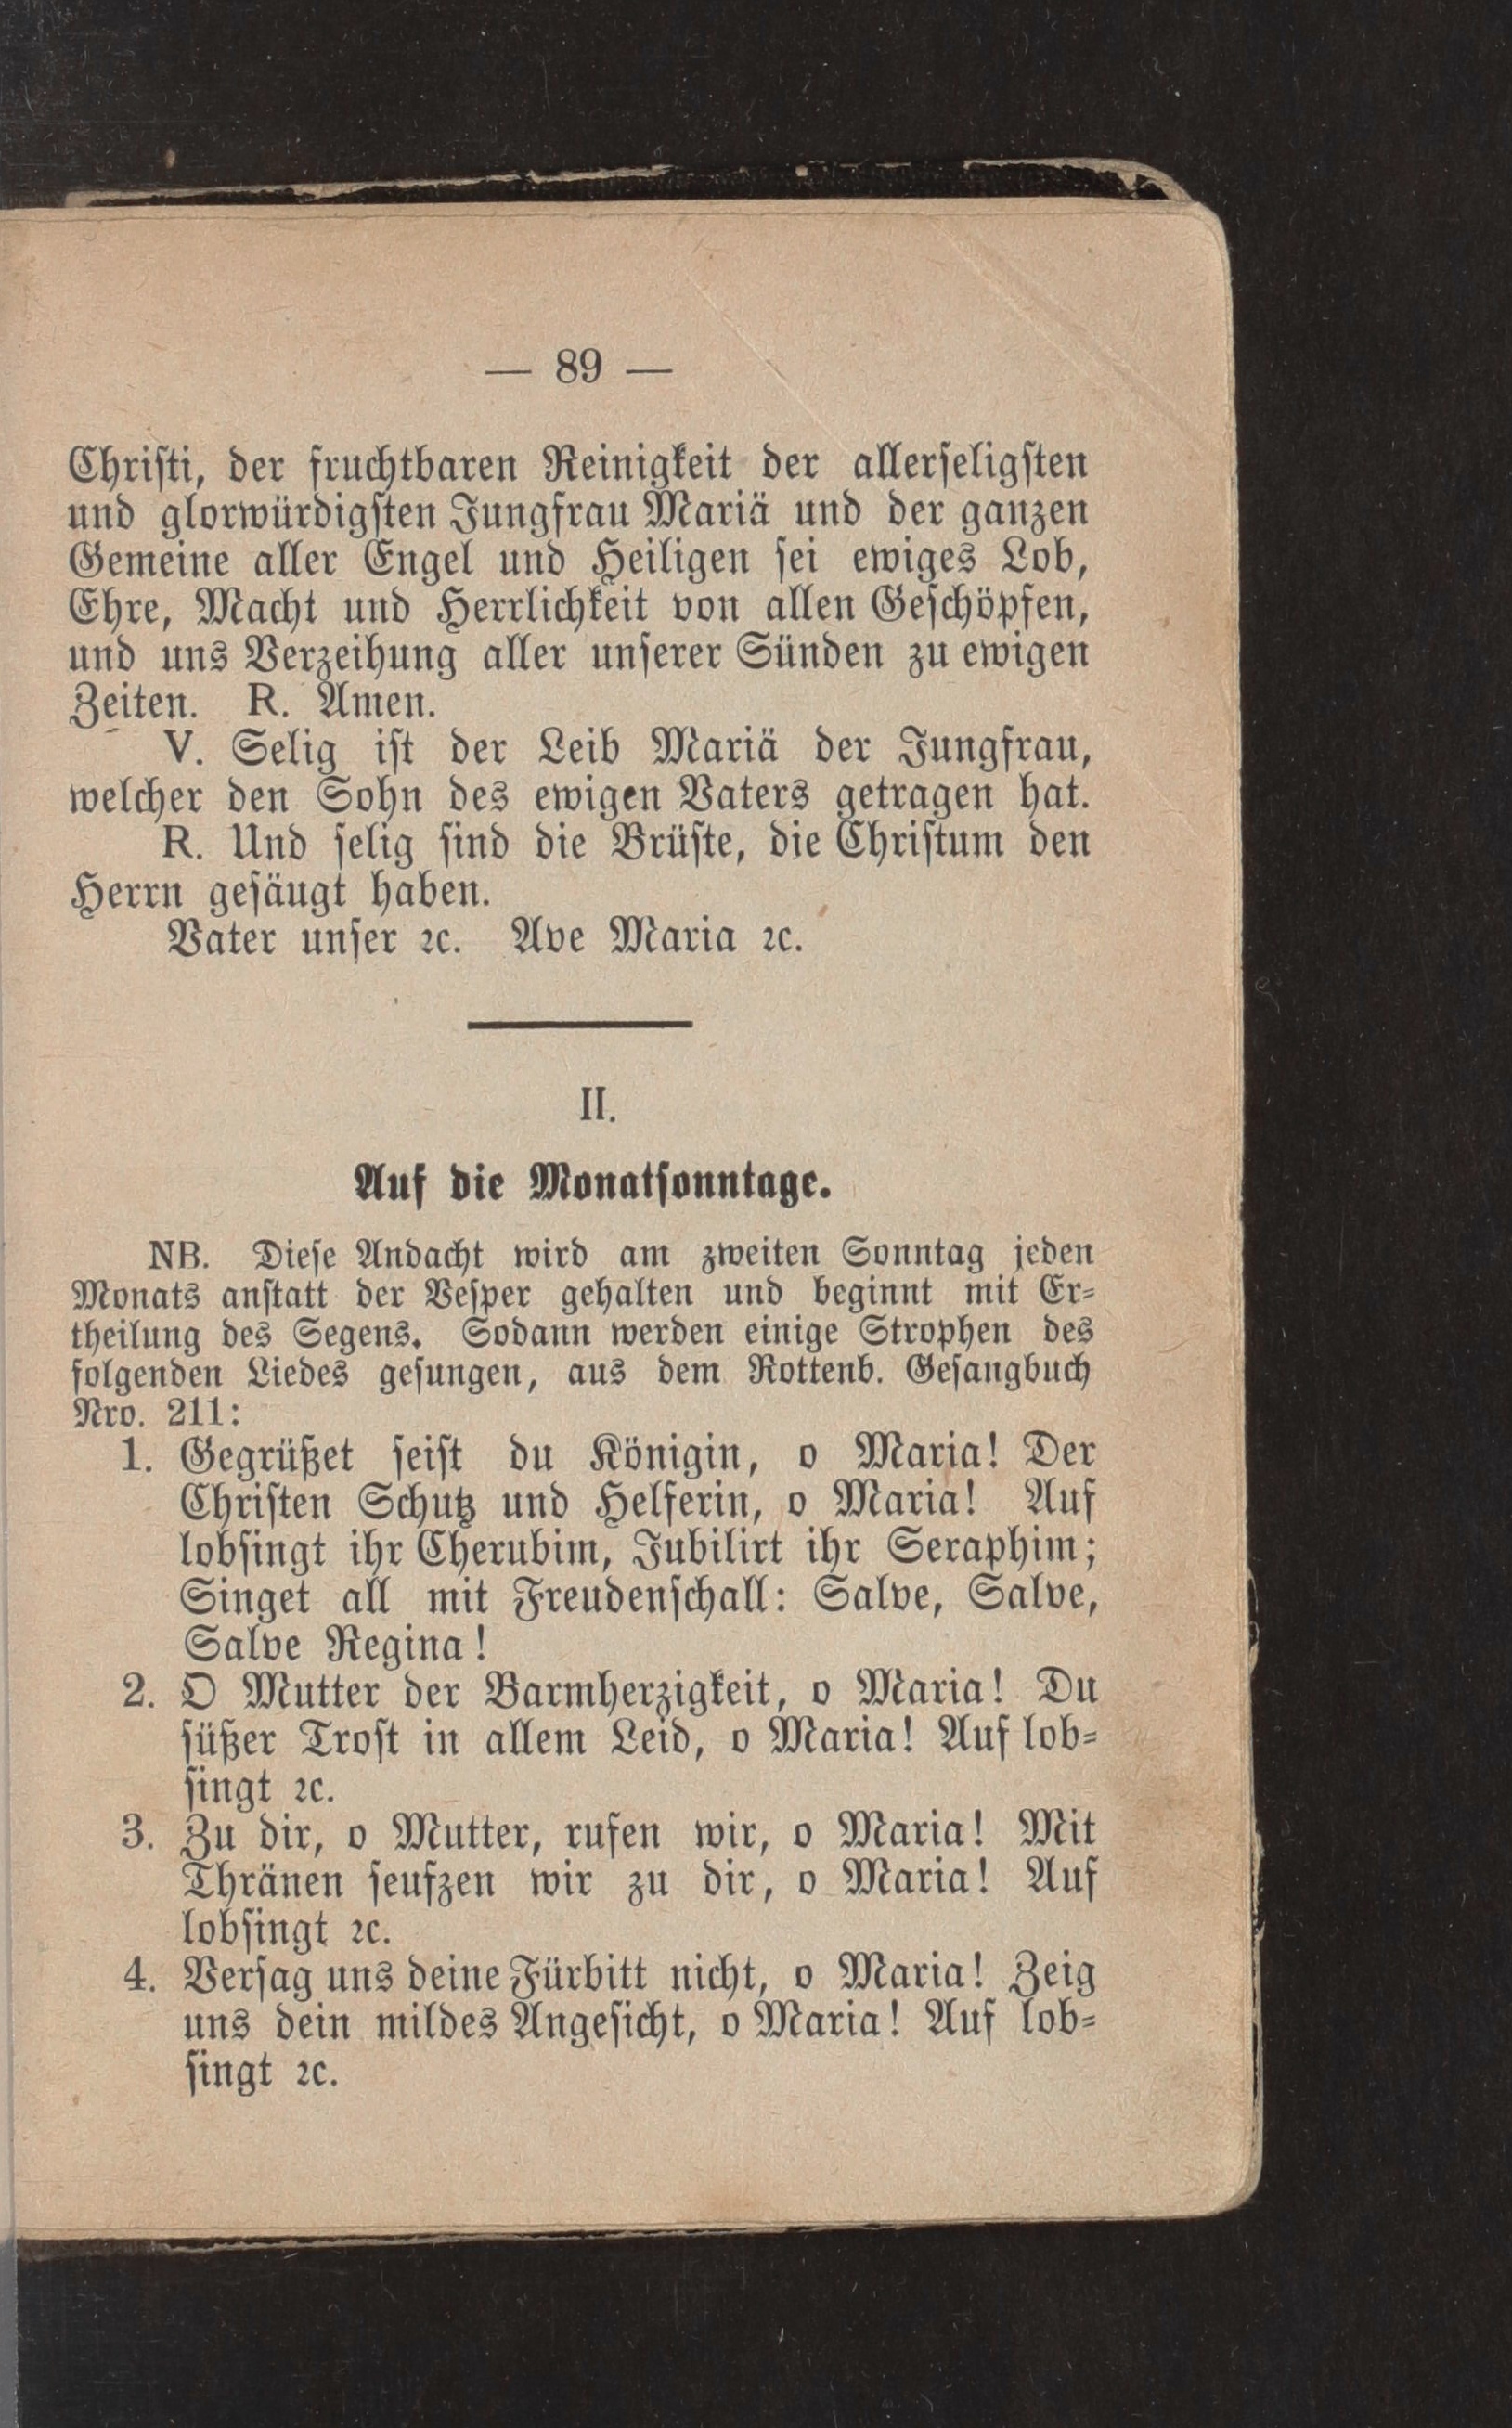 — 89 —
Chriſti, der fruchtbaren Reinigkeit der allerſeligſten
und glorwürdigſten Jungfrau Mariä und der ganzen
Gemeine aller Engel und Heiligen ſei ewiges Lob,
Ehre, Macht und Herrlichkeit von allen Geſchöpfen,
und uns Verzeihung aller unſerer Sünden zu ewigen
Zeiten. R. Amen.
V. Selig iſt der Leib Mariä der Jungfrau,
welcher den Sohn des ewigen Vaters getragen hat.
R. Und ſelig ſind die Brüſte, die Chriſtum den
Herrn geſäugt haben.
Vater unſer ꝛc. Ave Maria ꝛc.
II.
Auf die Monatſonntage.
NB. Dieſe Andacht wird am zweiten Sonntag jeden
Monats anſtatt der Veſper gehalten und beginnt mit Er⸗
theilung des Segens. Sodann werden einige Strophen des
folgenden Liedes geſungen, aus dem Rottenb. Geſangbuch
Nro. 211:
1. Gegrüßet ſeiſt du Königin, o Maria! Der
Chriſten Schutz und Helferin, o Maria! Auf
lobſingt ihr Cherubim, Jubilirt ihr Seraphim;
Singet all mit Freudenſchall: Salve, Salve,
Salve Regina!
2. O Mutter der Barmherzigkeit, o Maria! Du
ſüßer Troſt in allem Leid, o Maria! Auf lob⸗
ſingt ꝛc.
3. Zu dir, o Mutter, rufen wir, o Maria! Mit
Thränen ſeufzen wir zu dir, o Maria! Auf
lobſingt ꝛc.
4. Verſag uns deine Fürbitt nicht, o Maria! Zeig
uns dein mildes Angeſicht, o Maria! Auf lob⸗
ſingt ꝛc.